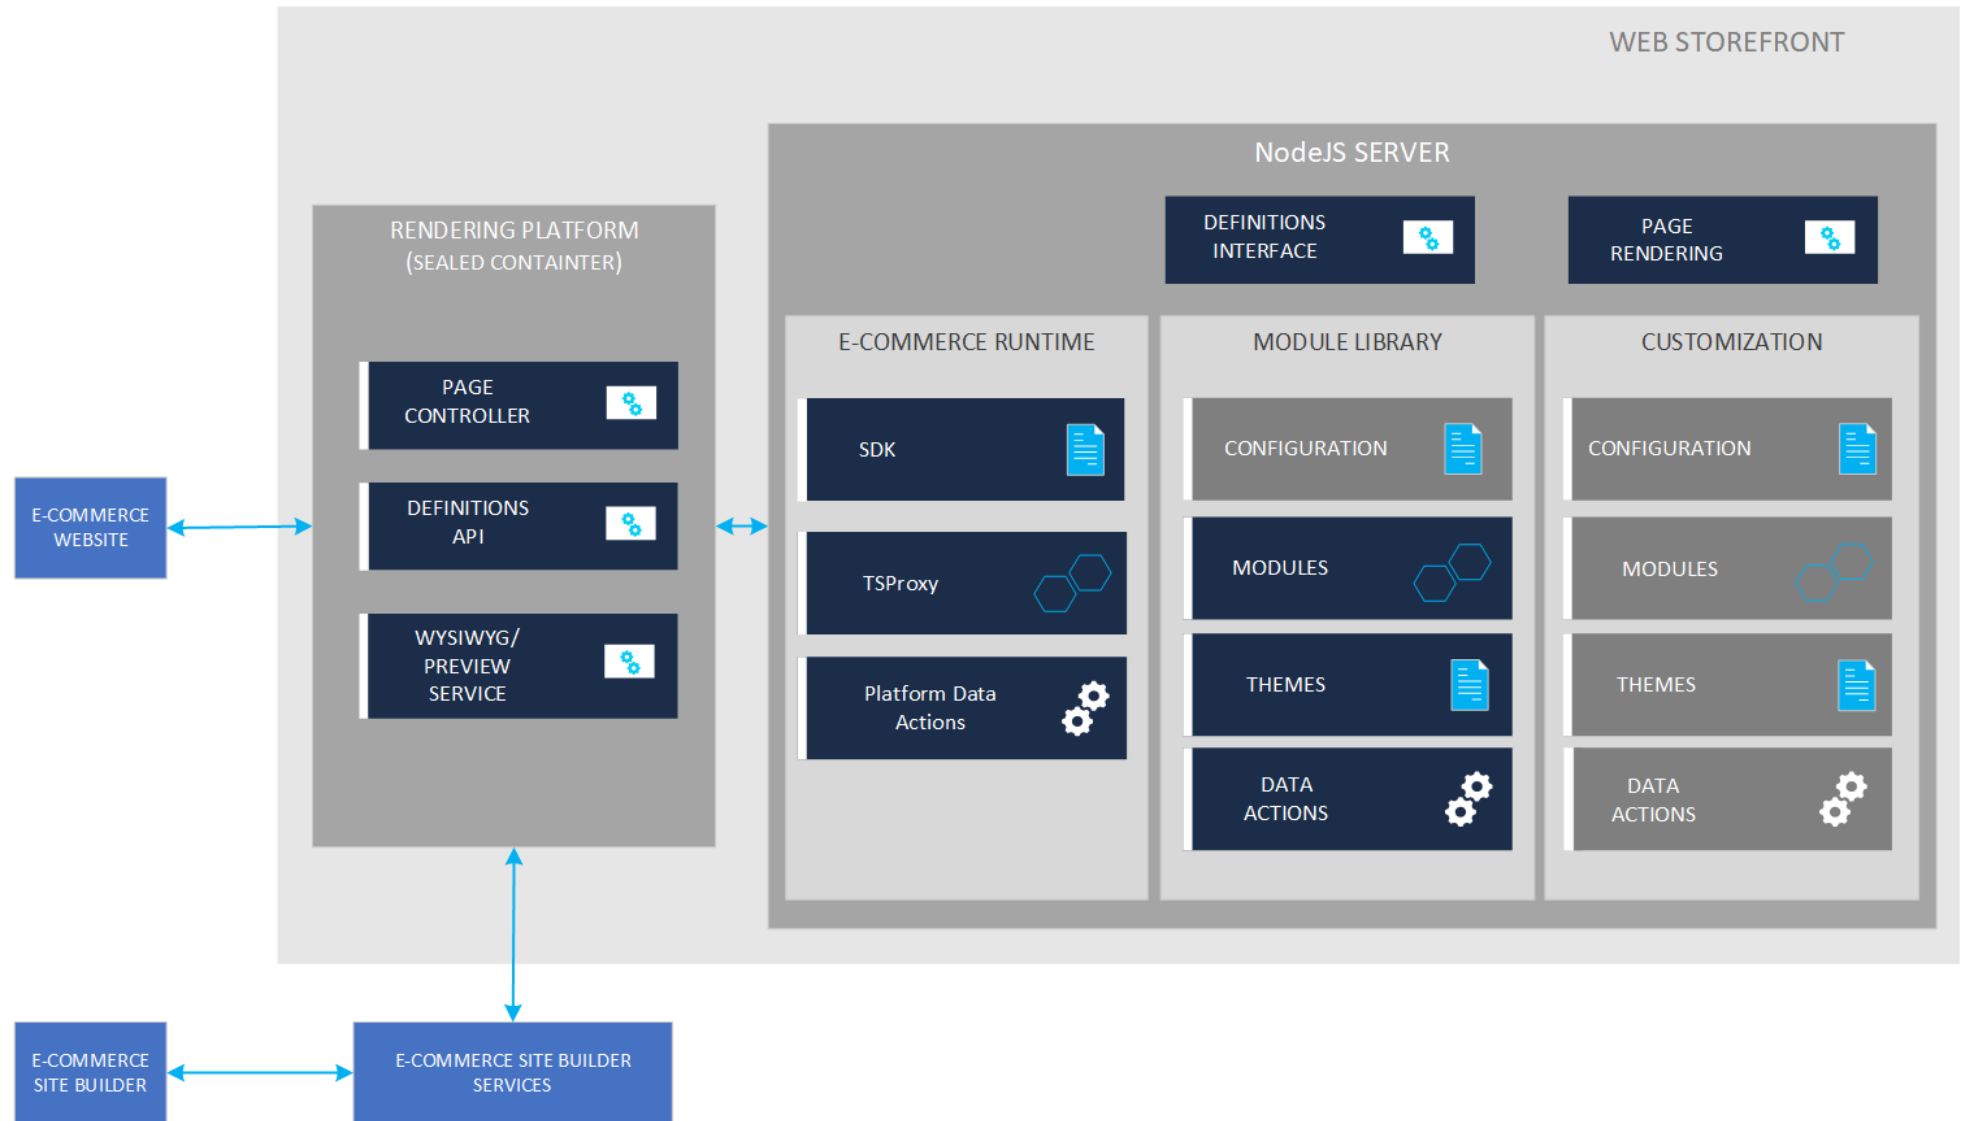 WEB STOREFRONT
NodeJS SERVER
DEFINITIONS
INTERFACE
PAGE
RENDERING
RENDERING PLATFORM
(SEALED CONTAINTER)
PAGE
CONTROLLER
DEFINITIONS
API
WYSIWYG/
PREVIEW
SERVICE
E-COMMERCE RUNTIME
SDK
TSProxy
Platform Data
Actions
MODULE LIBRARY
CONFIGURATION
MODULES
THEMES
DATA
ACTIONS
CUSTOMIZATION
CONFIGURATION
MODULES
THEMES
DATA
ACTIONS
E-COMMERCE
WEBSITE
E-COMMERCE
SITE BUILDER
E-COMMERCE SITE BUILDER
SERVICES